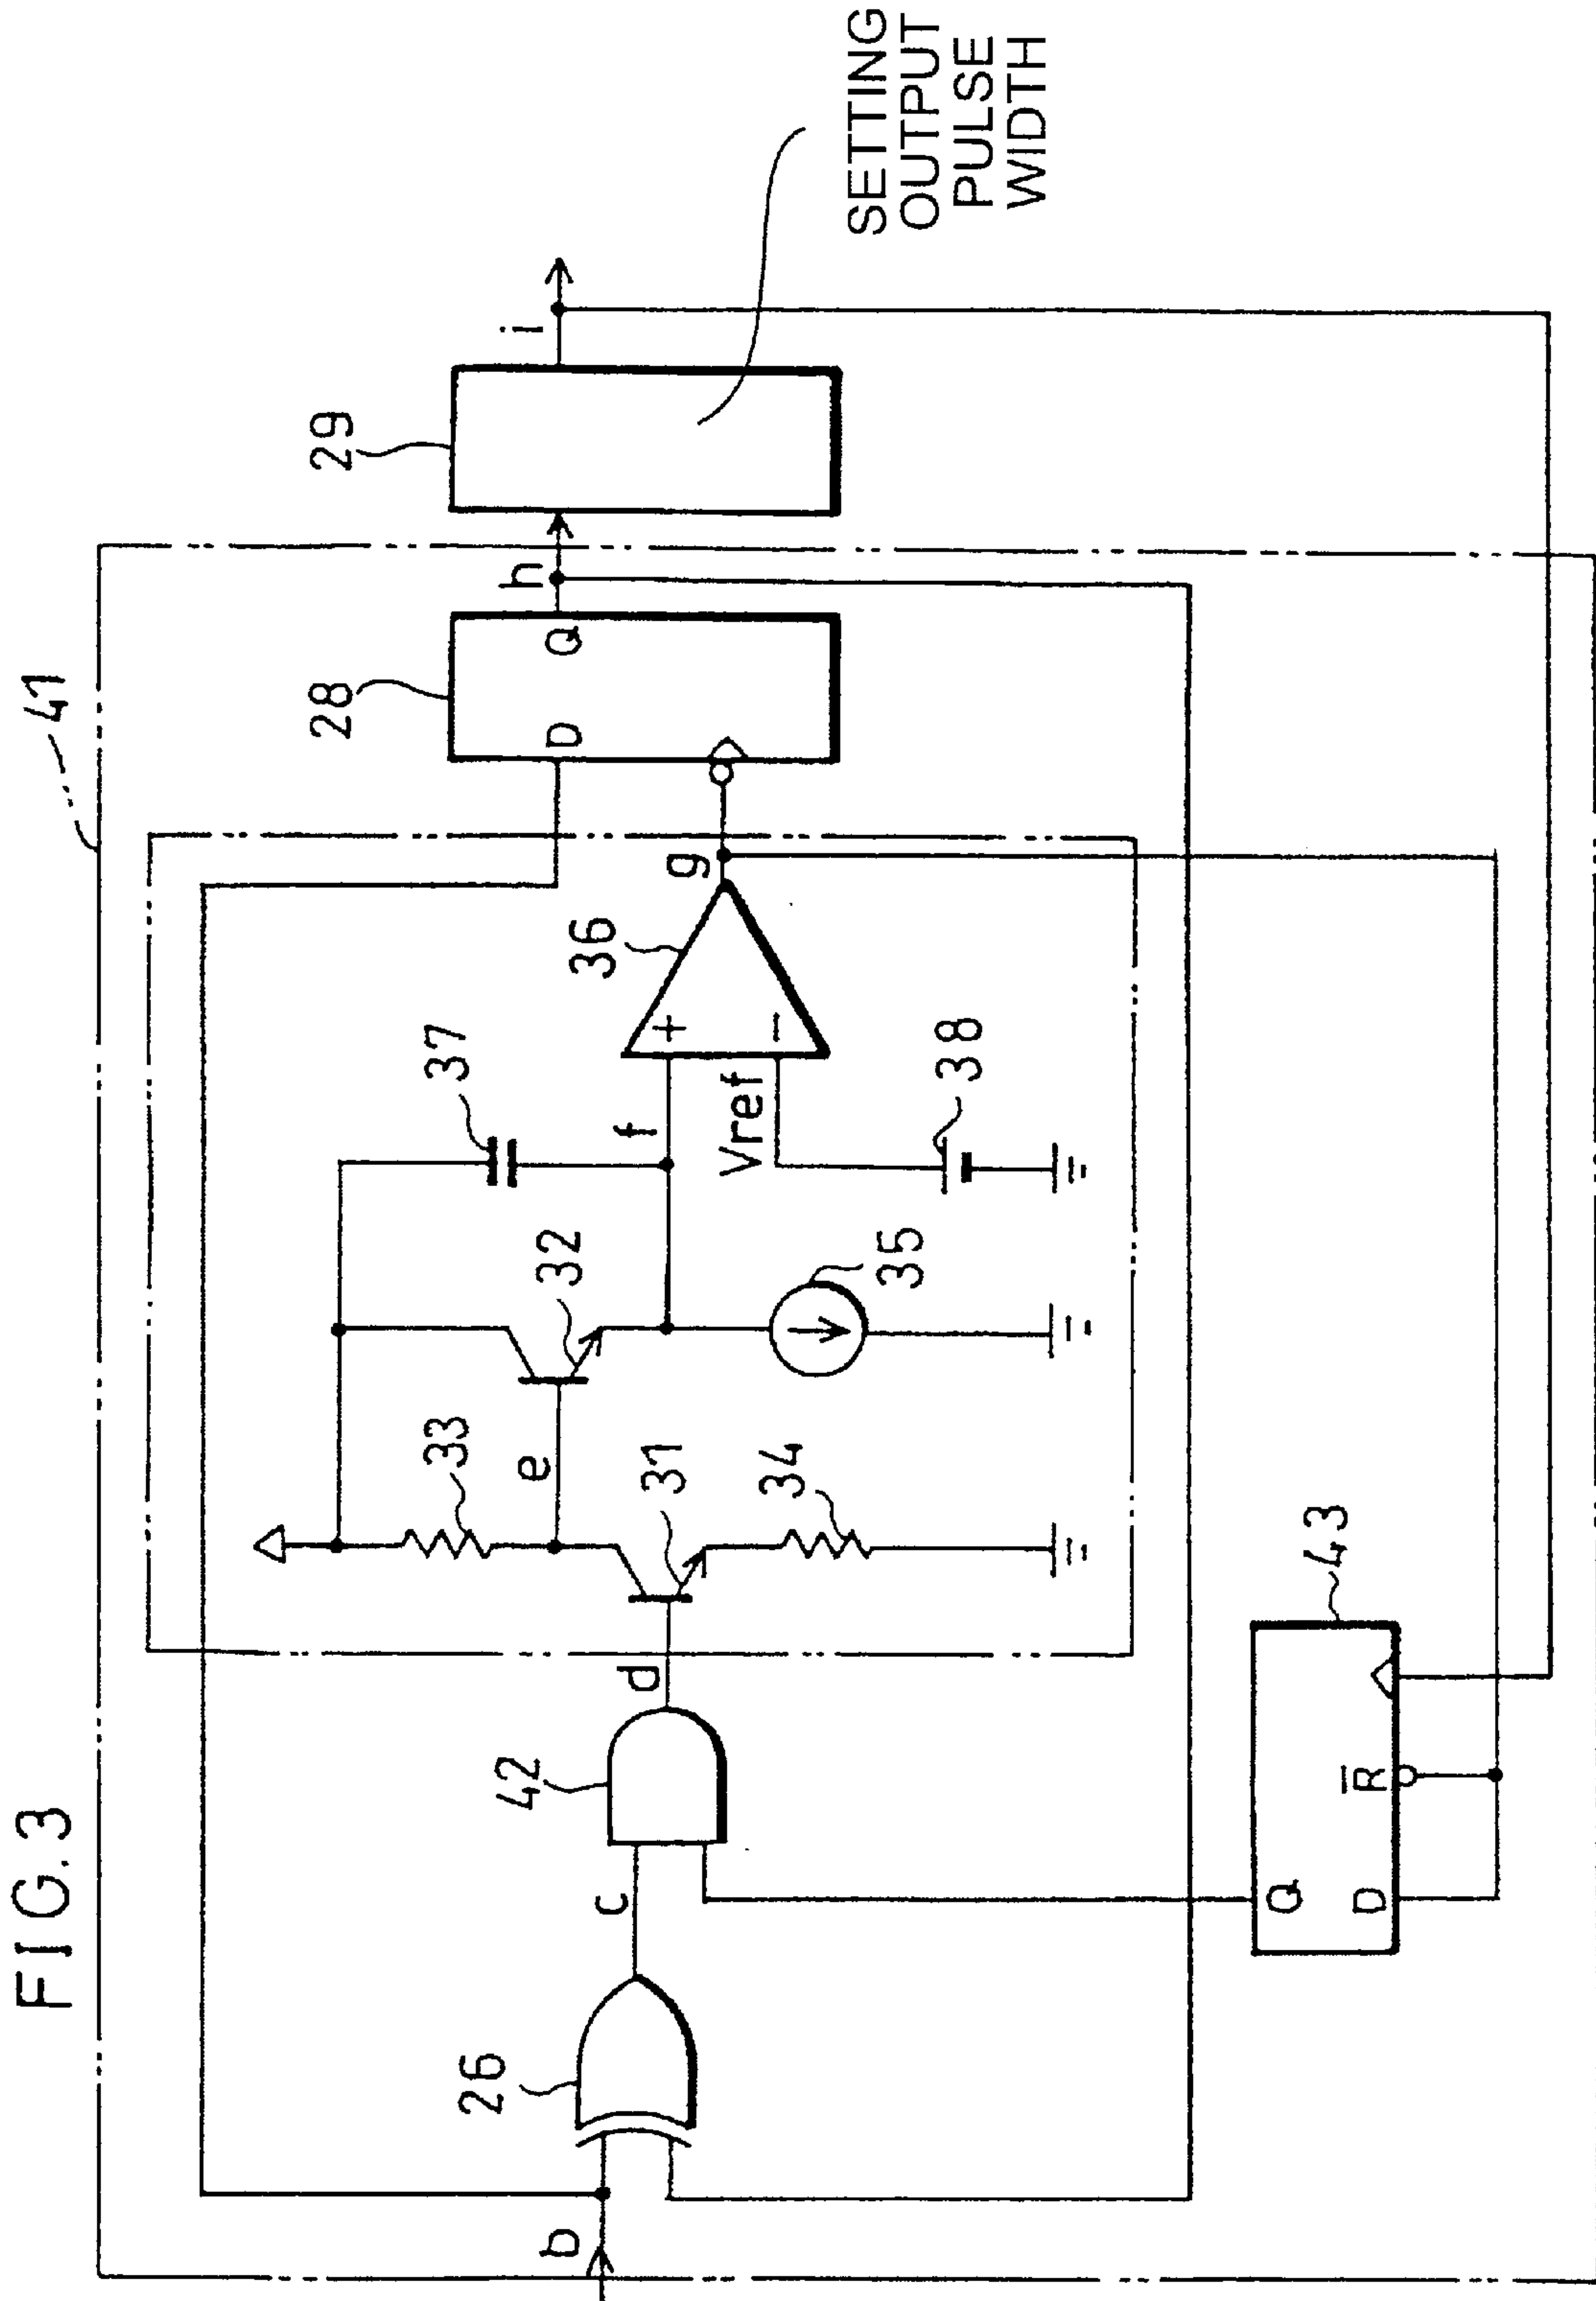 FIG.3
41
b
26
c
42
d
33
e
31
34
32
37
f
Vref
38
35
36
+
−
g
28
D
Q
h
29
i
SETTING
OUTPUT
PULSE
WIDTH
43
Q
D
R̅